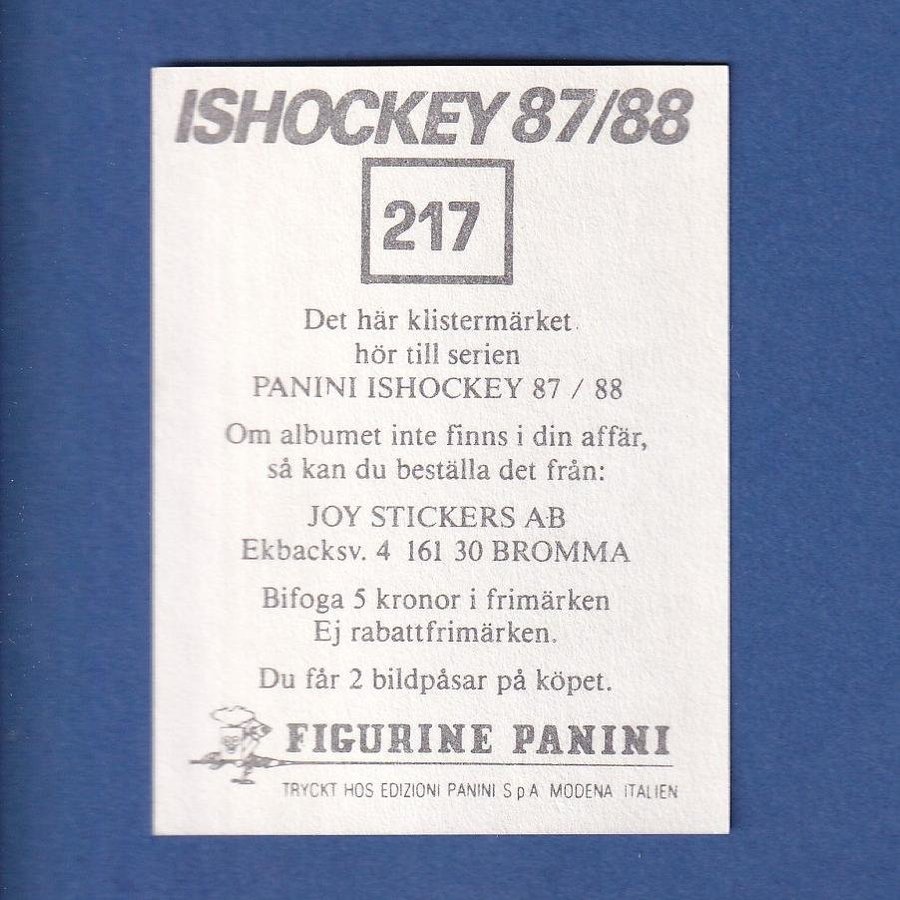 ISHOCKEY 87/88
217
Det här klistermärket
hör till serien
PANINI ISHOCKEY 87 / 88
Om albumet inte finns i din affär,
så kan du beställa det från:
JOY STICKERS AB
Ekbacksv. 4 161 30 BROMMA
Bifoga 5 kronor i frimärken
Ej rabattfrimärken.
Du får 2 bildpåsar på köpet.
FIGURINE PANINI
TRYCKT HOS EDIZIONI PANINI S p A MODENA ITALIEN